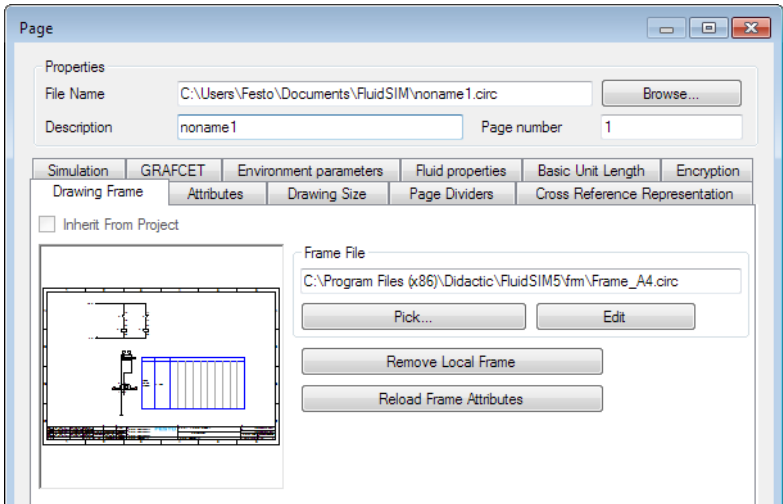 Page
Properties
File Name C:\Users\Festo\Documents\FluidSIM\noname1.circ Browse...
Description noname1 Page number 1
Simulation GRAFCET Environment parameters Fluid properties Basic Unit Length Encryption
Drawing Frame Attributes Drawing Size Page Dividers Cross Reference Representation
Inherit From Project
Frame File
C:\Program Files (x86)\Didactic\FluidSIM5\frm\Frame_A4.circ
Pick... Edit
Remove Local Frame
Reload Frame Attributes